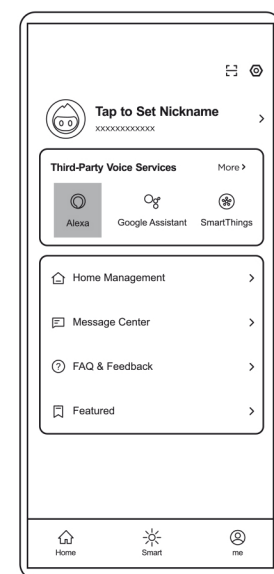 Tap to Set Nickname
xxxxxxxxxxxx
Third-Party Voice Services More
Alexa Google Assistant SmartThings
Home Management
Message Center
FAQ & Feedback
Featured
Home Smart me